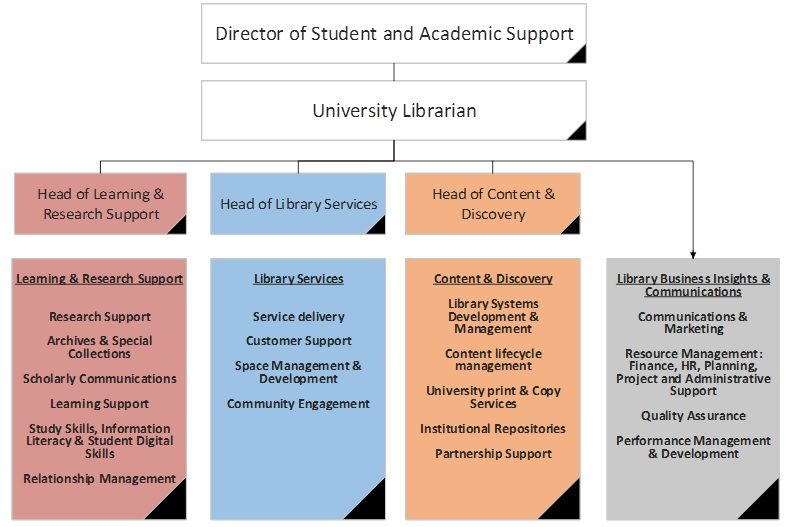 Director of Student and Academic Support
University Librarian
Head of Learning &
Research Support
Head of Library Services
Head of Content &
Discovery
Learning & Research Support
Research Support
Archives & Special
Collections
Scholarly Communications
Learning Support
Study Skills, Information
Literacy & Student Digital
Skills
Relationship Management
Library Services
Service delivery
Customer Support
Space Management &
Development
Community Engagement
Content & Discovery
Library Systems
Development &
Management
Content lifecycle
management
University print & Copy
Services
Institutional Repositories
Partnership Support
Library Business Insights &
Communications
Communications &
Marketing
Resource Management:
Finance, HR, Planning,
Project and Administrative
Support
Quality Assurance
Performance Management
& Development